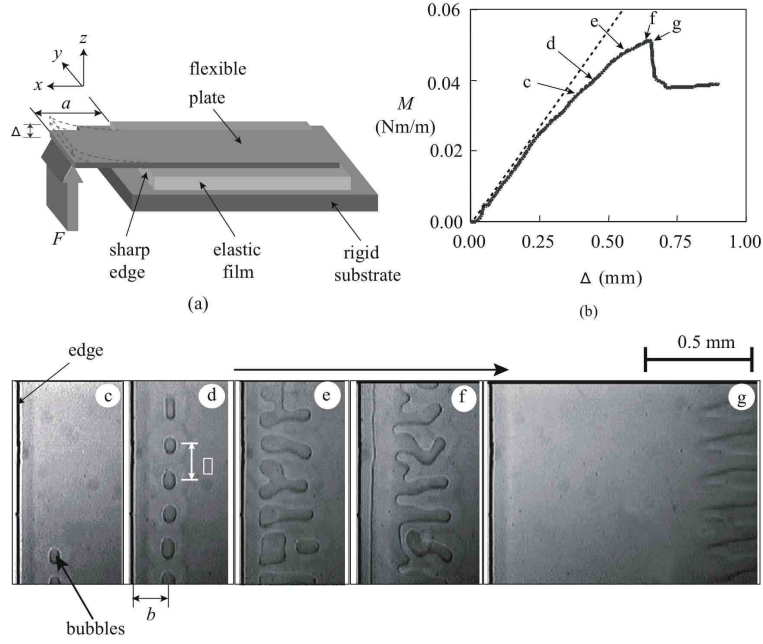 (a)
z
y
x
a
Δ
F
flexible
plate
sharp
edge
elastic
film
rigid
substrate
M
(Nm/m)
0.06
0.04
0.02
0.00
0.00 0.25 0.50 0.75 1.00
Δ (mm)
c
d
e
f
g
(b)
edge
0.5 mm
c
d
e
f
g
b
bubbles